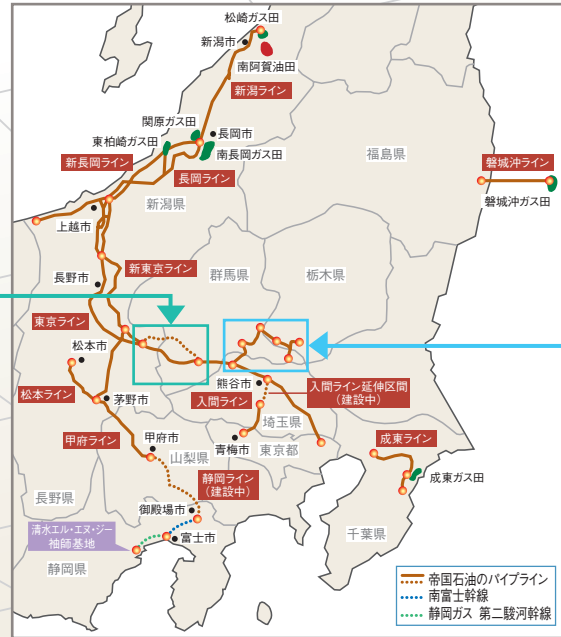 松崎ガス田
新潟市
南阿賀油田
新潟ライン
関原ガス田
長岡市
東柏崎ガス田
南長岡ガス田
福島県
新長岡ライン
磐城沖ライン
長岡ライン
磐城沖ガス田
新潟県
上越市
新東京ライン
群馬県
栃木県
長野市
東京ライン
松本市
熊谷市
入間ライン延伸区間
（建設中）
松本ライン
茅野市
入間ライン
埼玉県
甲府ライン
甲府市
青梅市
東京都
成東ライン
山梨県
静岡ライン
（建設中）
成東ガス田
長野県
御殿場市
清水エル・エヌ・ジー
袖師基地
富士市
千葉県
静岡県
帝国石油のパイプライン
南富士幹線
静岡ガス 第二駿河幹線